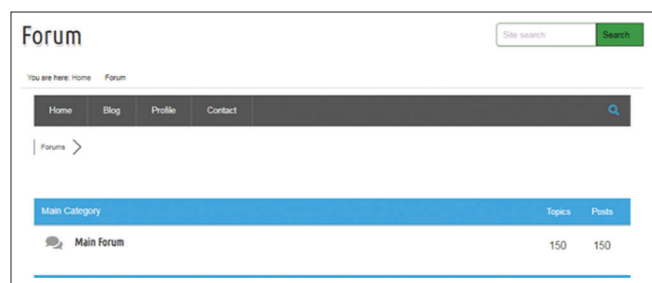 Forum
Site search Search
You are here: Home Forum
Home Blog Profile Contact
Forums
Main Category Topics Posts
Main Forum 150 150